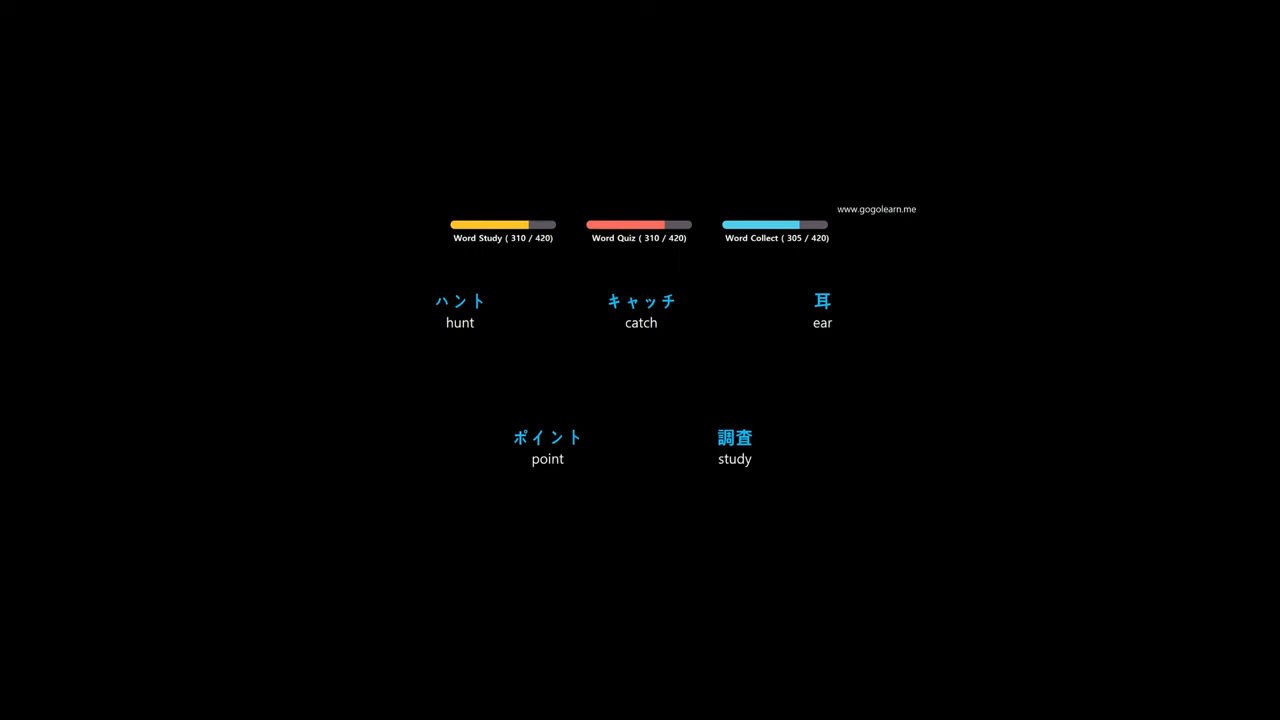 www.gogolearn.me
Word Study ( 310 / 420)
Word Quiz ( 310 / 420)
Word Collect ( 305 / 420)
ハント
hunt
キャッチ
catch
耳
ear
ポイント
point
調査
study